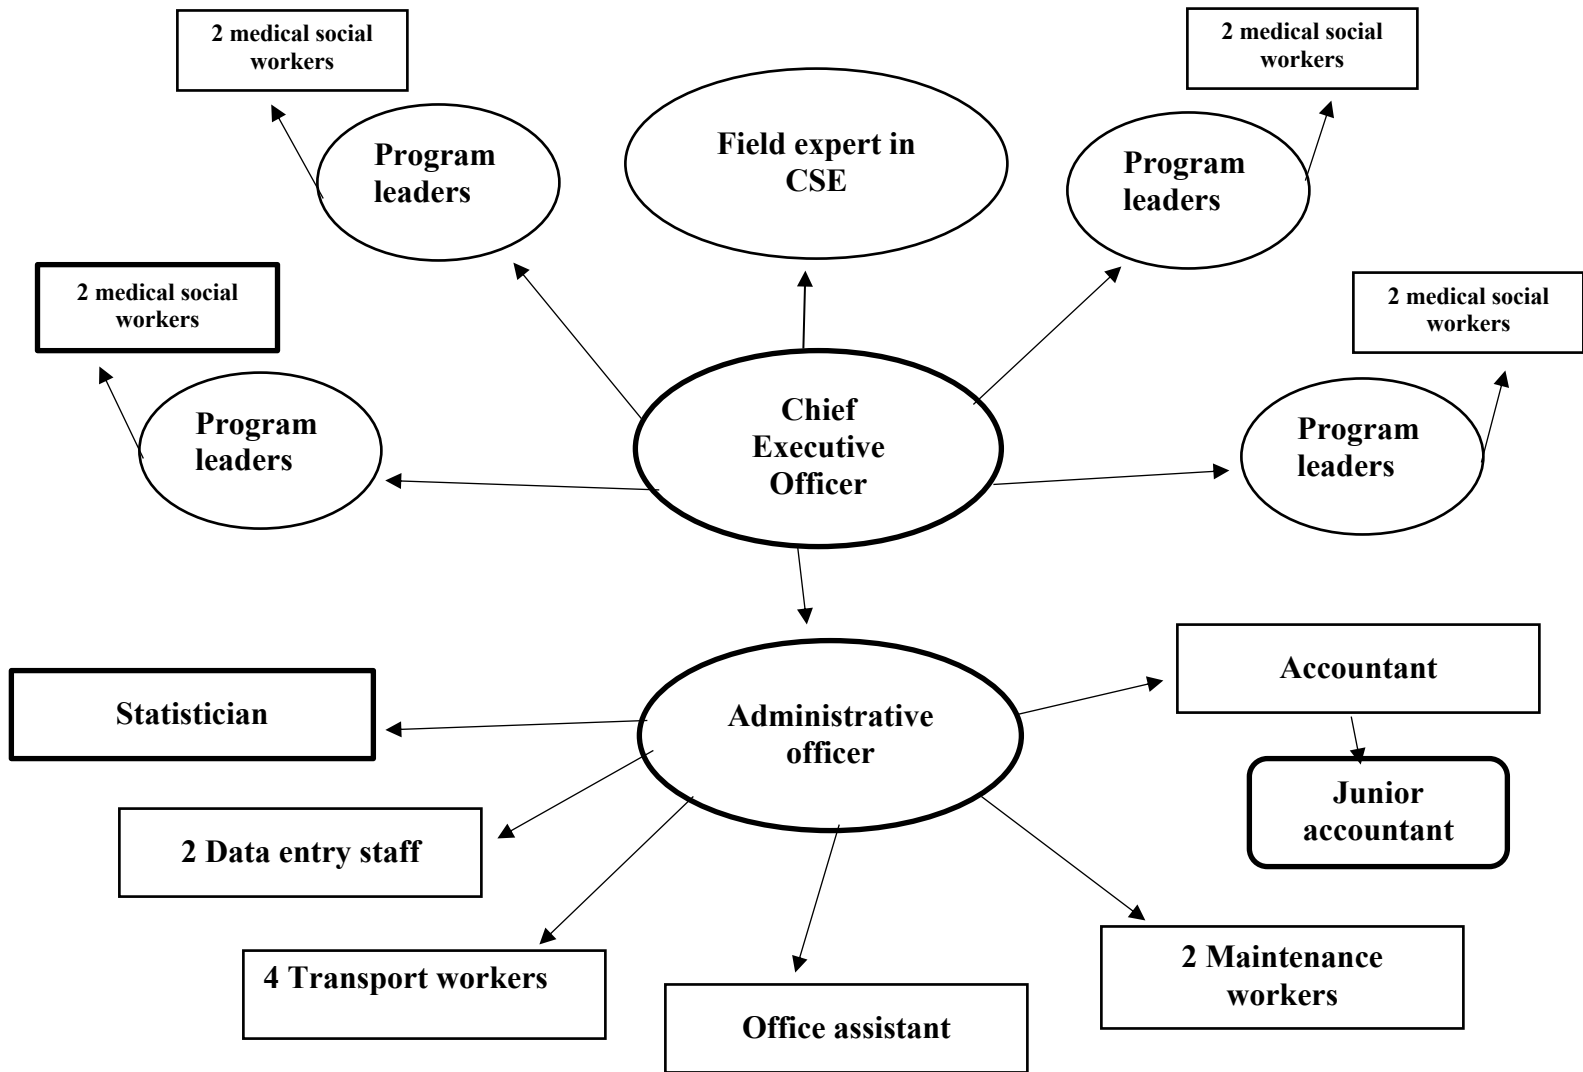 2 medical social
workers
2 medical social
workers
Program
leaders
Field expert in
CSE
Program
leaders
2 medical social
workers
2 medical social
workers
Program
leaders
Chief
Executive
Officer
Program
leaders
Statistician
Administrative
officer
Accountant
Junior
accountant
2 Data entry staff
4 Transport workers
Office assistant
2 Maintenance
workers